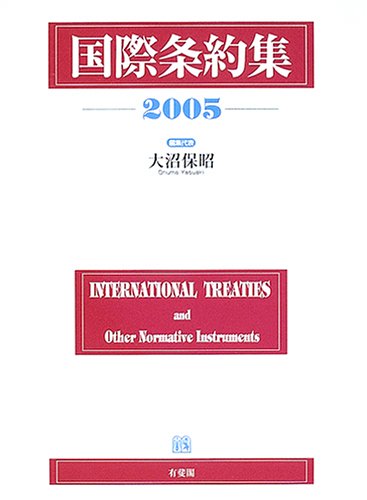 国際条約集
2005
編集代表
大沼保昭
Onuma Yasuaki
INTERNATIONAL TREATIES
and
Other Normative Instruments
有斐閣